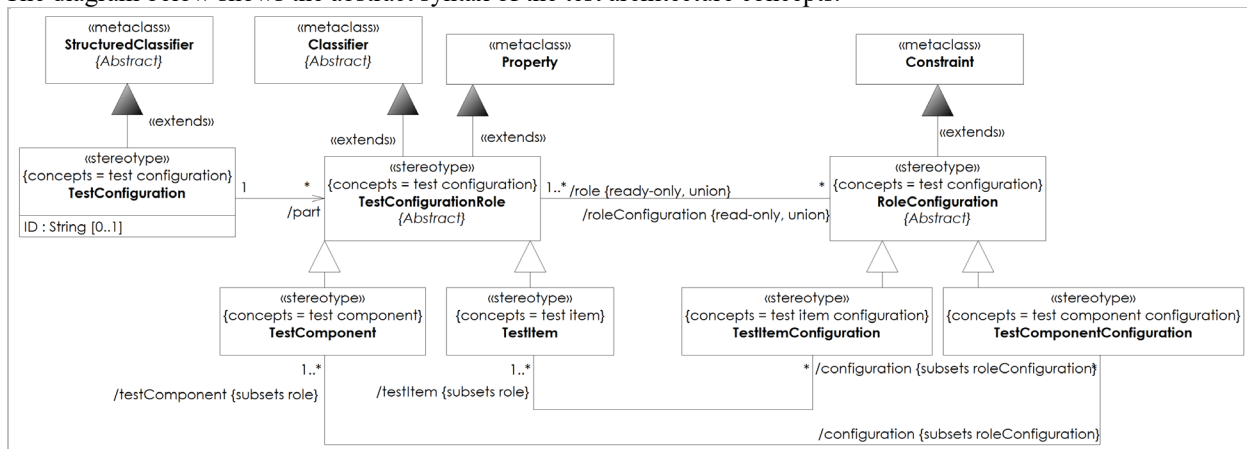 The diagram below shows the abstract syntax of the test architecture concepts.
«metaclass»
StructuredClassifier
{Abstract}
«metaclass»
Classifier
{Abstract}
«metaclass»
Property
«metaclass»
Constraint
«extends»
«extends»
«extends»
«extends»
«stereotype»
{concepts = test configuration}
TestConfiguration
ID : String [0..1]
1
*
/part
«stereotype»
{concepts = test configuration}
TestConfigurationRole
{Abstract}
1..*
/role {ready-only, union}
*
/roleConfiguration {read-only, union}
«stereotype»
{concepts = test configuration}
RoleConfiguration
{Abstract}
«stereotype»
{concepts = test component}
TestComponent
«stereotype»
{concepts = test item}
TestItem
«stereotype»
{concepts = test item configuration}
TestItemConfiguration
«stereotype»
{concepts = test component configuration}
TestComponentConfiguration
1..*
/testComponent {subsets role}
1..*
/testItem {subsets role}
*
/configuration {subsets roleConfiguration}
*
/configuration {subsets roleConfiguration}